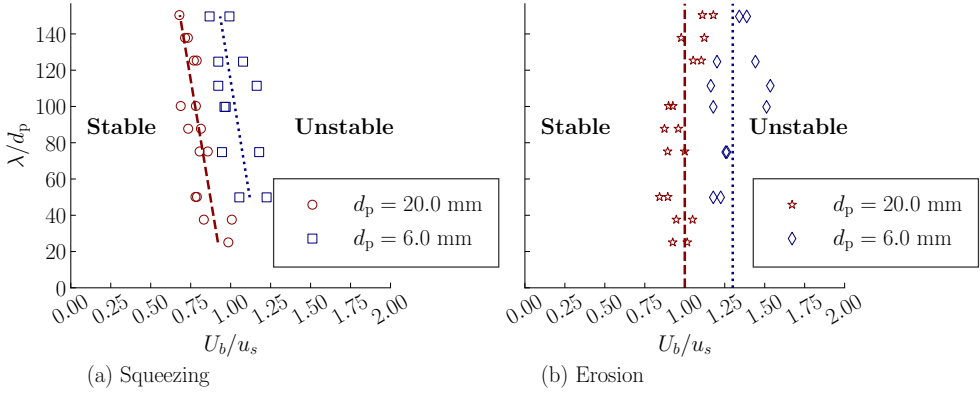 140
120
100
80
60
40
20
0
λ/d_p
Stable
Unstable
d_p = 20.0 mm
d_p = 6.0 mm
0.00 0.25 0.50 0.75 1.00 1.25 1.50 1.75 2.00
U_b/u_s
(a) Squeezing
Stable
Unstable
d_p = 20.0 mm
d_p = 6.0 mm
0.00 0.25 0.50 0.75 1.00 1.25 1.50 1.75 2.00
U_b/u_s
(b) Erosion